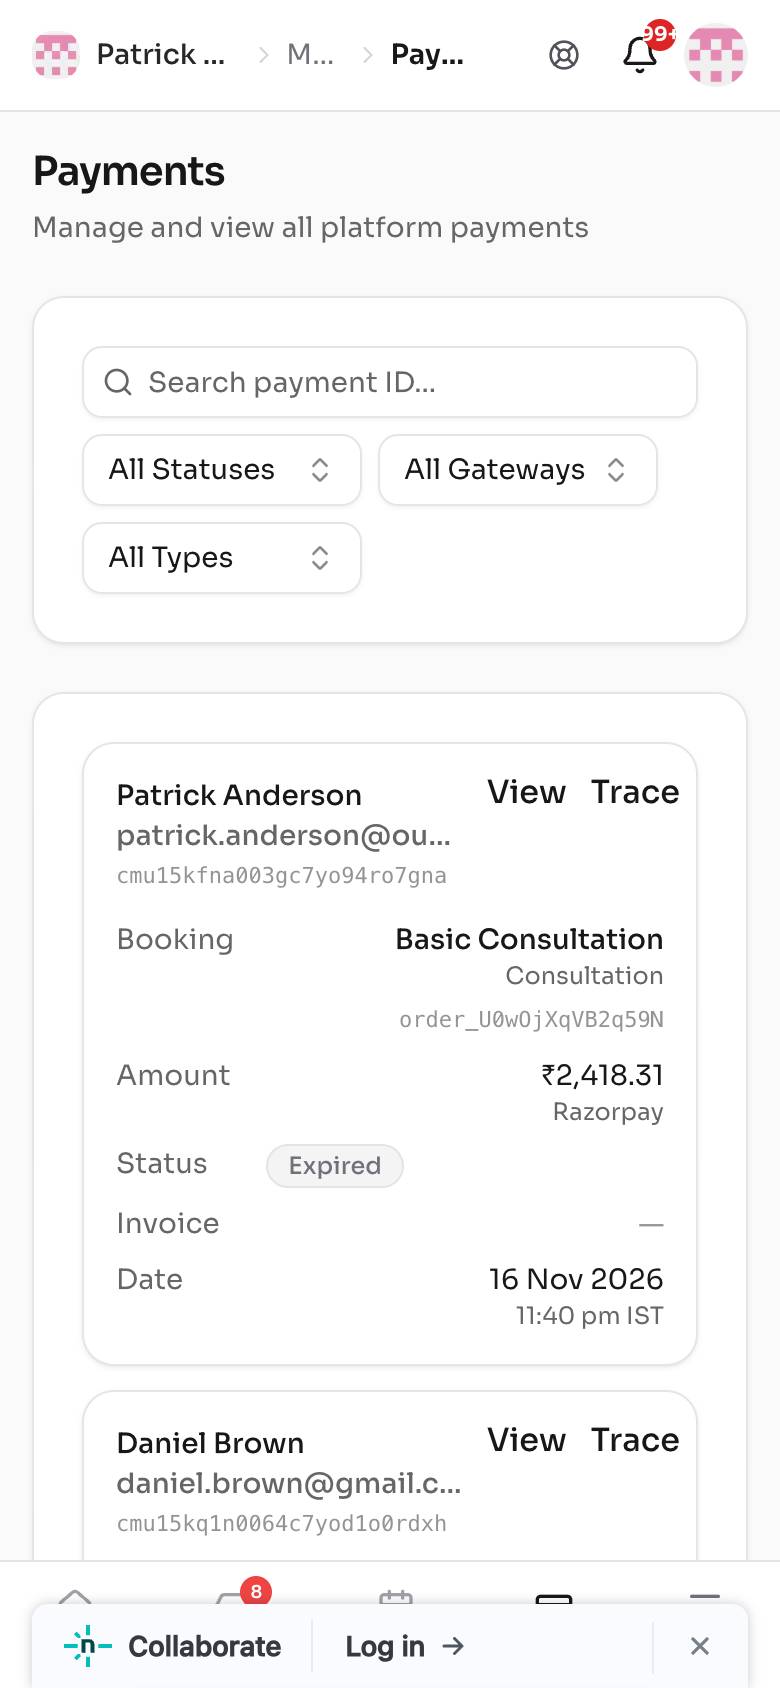 Patrick ...
M...
Pay...
99+
Payments
Manage and view all platform payments
Search payment ID...
All Statuses
All Gateways
All Types
Patrick Anderson
View
Trace
patrick.anderson@ou...
cmu15kfna003gc7yo94ro7gna
Booking
Basic Consultation
Consultation
order_U0wOjXqVB2q59N
Amount
₹2,418.31
Razorpay
Status
Expired
Invoice
—
Date
16 Nov 2026
11:40 pm IST
Daniel Brown
View
Trace
daniel.brown@gmail.c...
cmu15kq1n0064c7yod1o0rdxh
8
n
Collaborate
Log in →